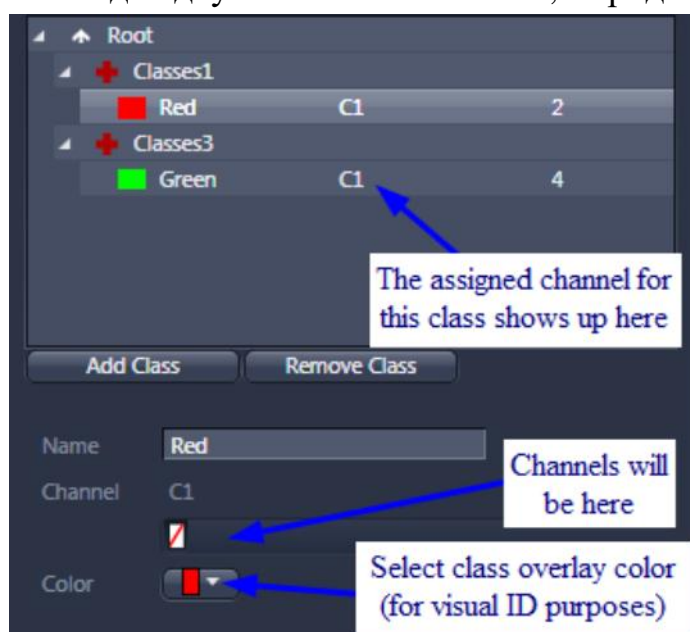 Root
Classes1
Red C1 2
Classes3
Green C1 4
The assigned channel for
this class shows up here
Add Class Remove Class
Name Red
Channels will
be here
Channel C1
Color
Select class overlay color
(for visual ID purposes)